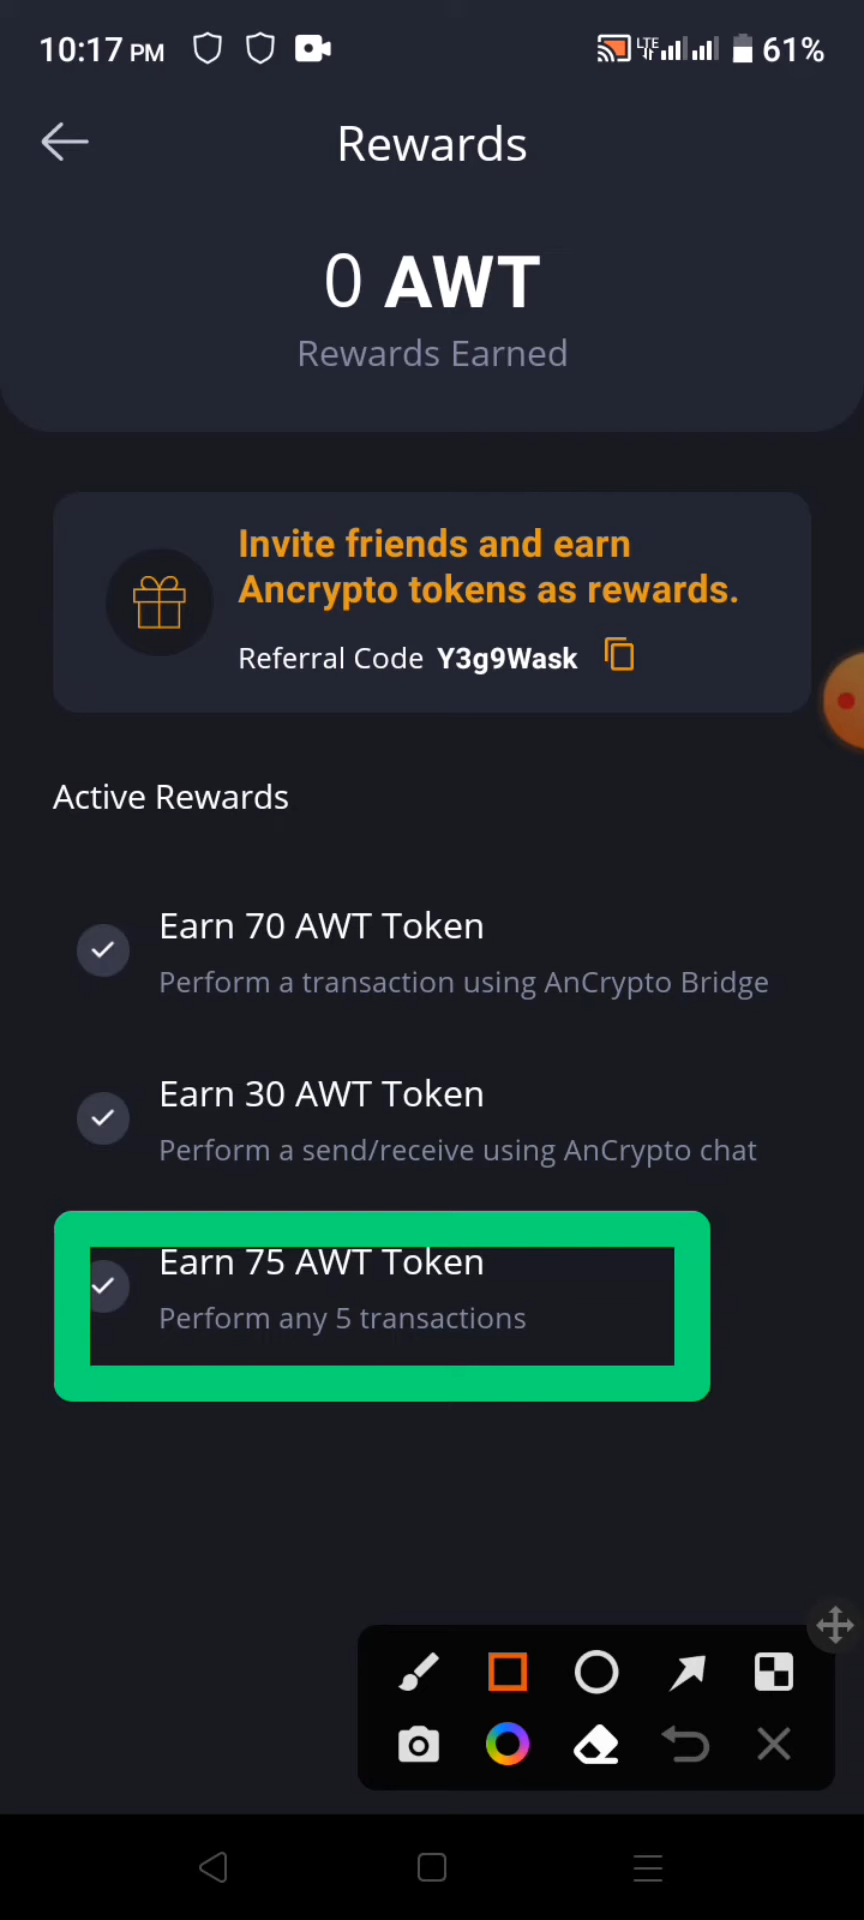 10:17 PM
LTE
61%
Rewards
0 AWT
Rewards Earned
Invite friends and earn
Ancrypto tokens as rewards.
Referral Code Y3g9Wask
Active Rewards
Earn 70 AWT Token
Perform a transaction using AnCrypto Bridge
Earn 30 AWT Token
Perform a send/receive using AnCrypto chat
Earn 75 AWT Token
Perform any 5 transactions